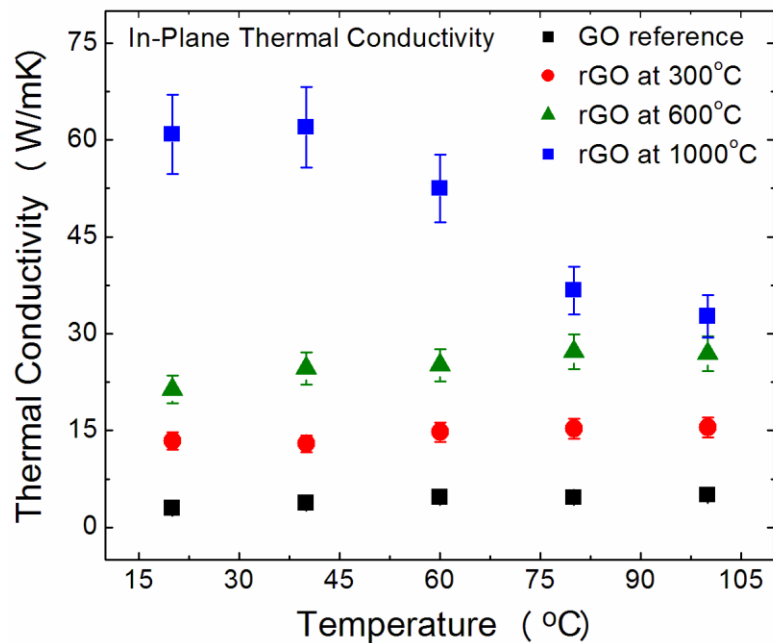 In-Plane Thermal Conductivity
GO reference
rGO at 300°C
rGO at 600°C
rGO at 1000°C
Thermal Conductivity ( W/mK )
75
60
45
30
15
0
15 30 45 60 75 90 105
Temperature ( ºC )